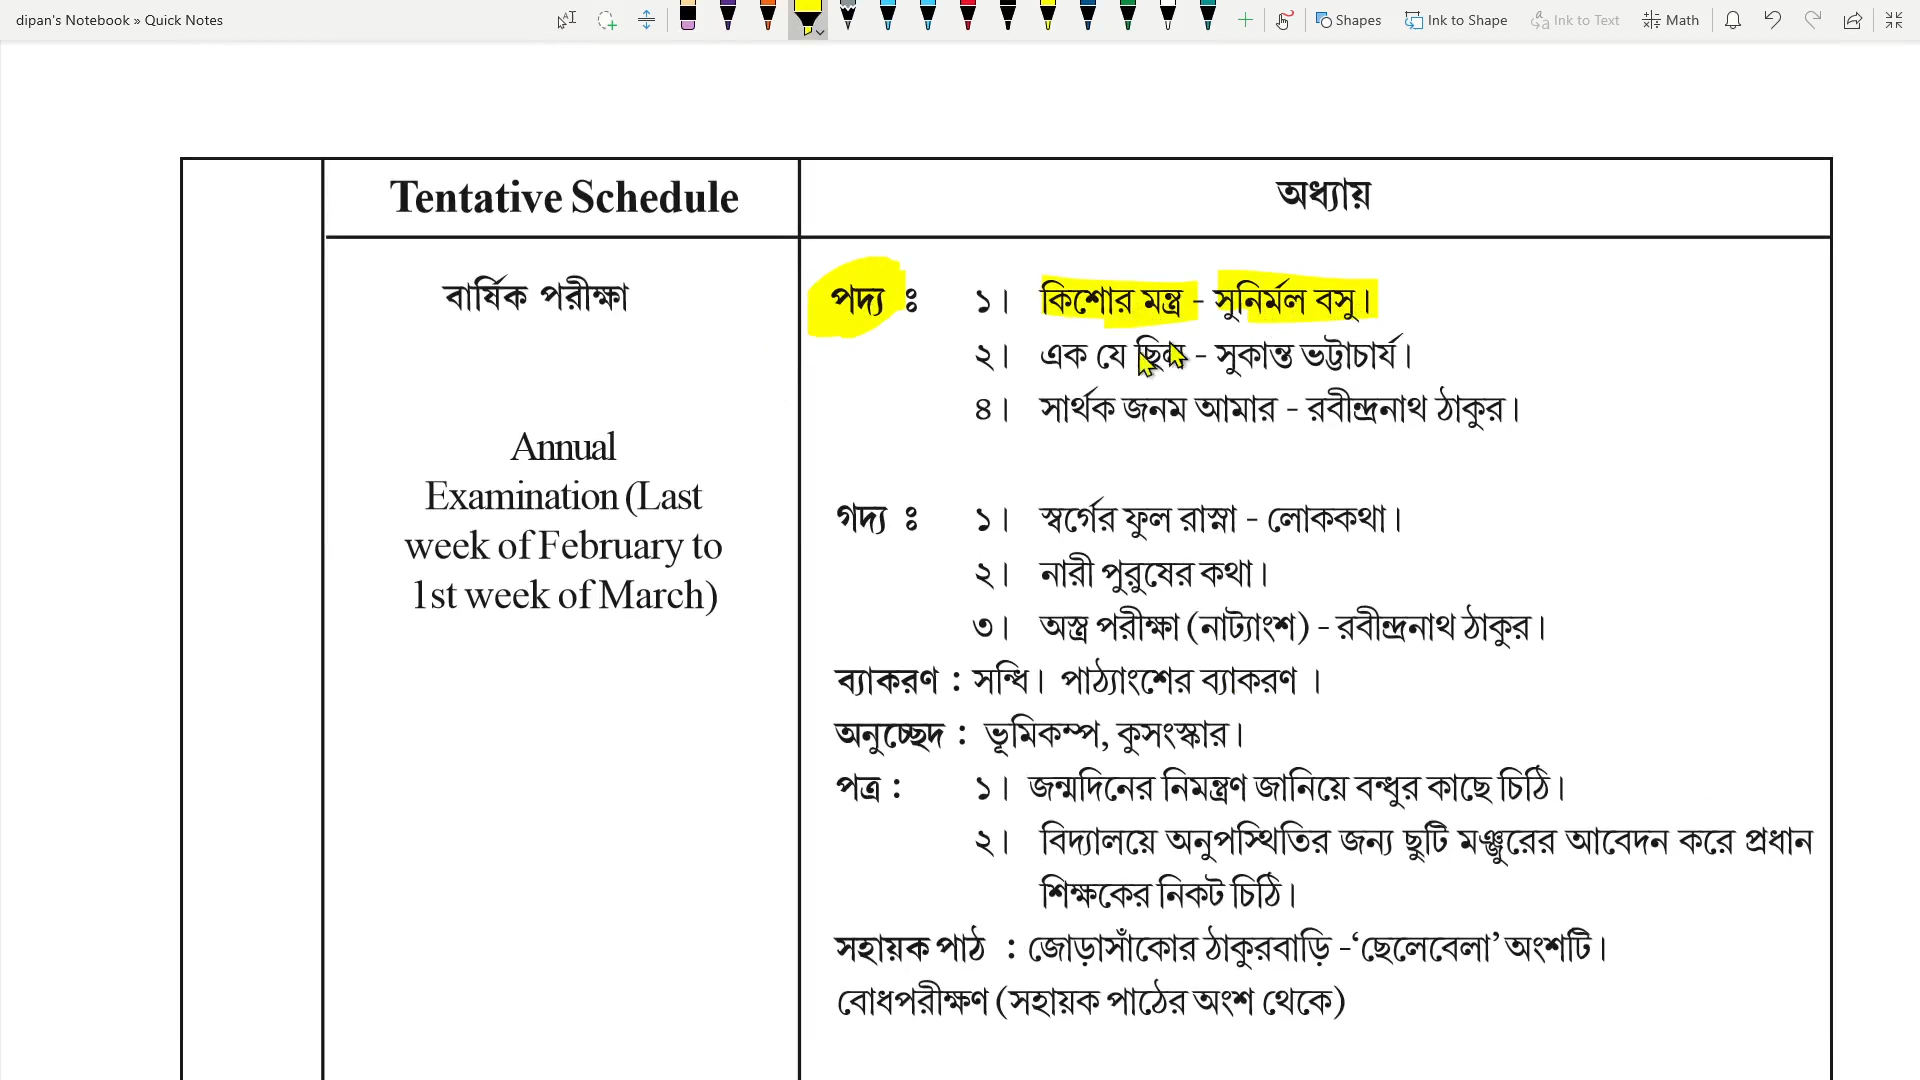 dipan's Notebook » Quick Notes
Shapes
Ink to Shape
Ink to Text
Math
Tentative Schedule
অধ্যায়
বার্ষিক পরীক্ষা
Annual
Examination (Last
week of February to
1st week of March)
পদ্য ঃ ১। কিশোর মন্ত্র - সুনির্মল বসু।
২। এক যে - সুকান্ত ভট্টাচার্য।
৪। সার্থক জনম আমার - রবীন্দ্রনাথ ঠাকুর।
গদ্য ঃ ১। স্বর্গের ফুল রাস্না - লোককথা।
২। নারী পুরুষের কথা।
৩। অস্ত্র পরীক্ষা (নাট্যাংশ) - রবীন্দ্রনাথ ঠাকুর।
ব্যাকরণ : সন্ধি। পাঠ্যাংশের ব্যাকরণ ।
অনুচ্ছেদ : ভূমিকম্প, কুসংস্কার।
পত্র : ১। জন্মদিনের নিমন্ত্রণ জানিয়ে বন্ধুর কাছে চিঠি।
২। বিদ্যালয়ে অনুপস্থিতির জন্য ছুটি মঞ্জুরের আবেদন করে প্রধান
শিক্ষকের নিকট চিঠি।
সহায়ক পাঠ : জোড়াসাঁকোর ঠাকুরবাড়ি -‘ছেলেবেলা’ অংশটি।
বোধপরীক্ষণ (সহায়ক পাঠের অংশ থেকে)